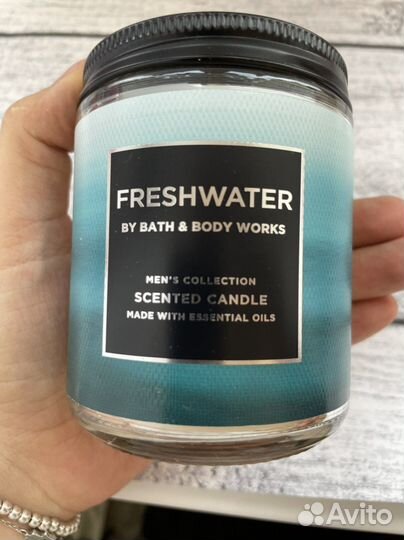 FRESHWATER
BY BATH & BODY WORKS
MEN'S COLLECTION
SCENTED CANDLE
MADE WITH ESSENTIAL OILS
Avito